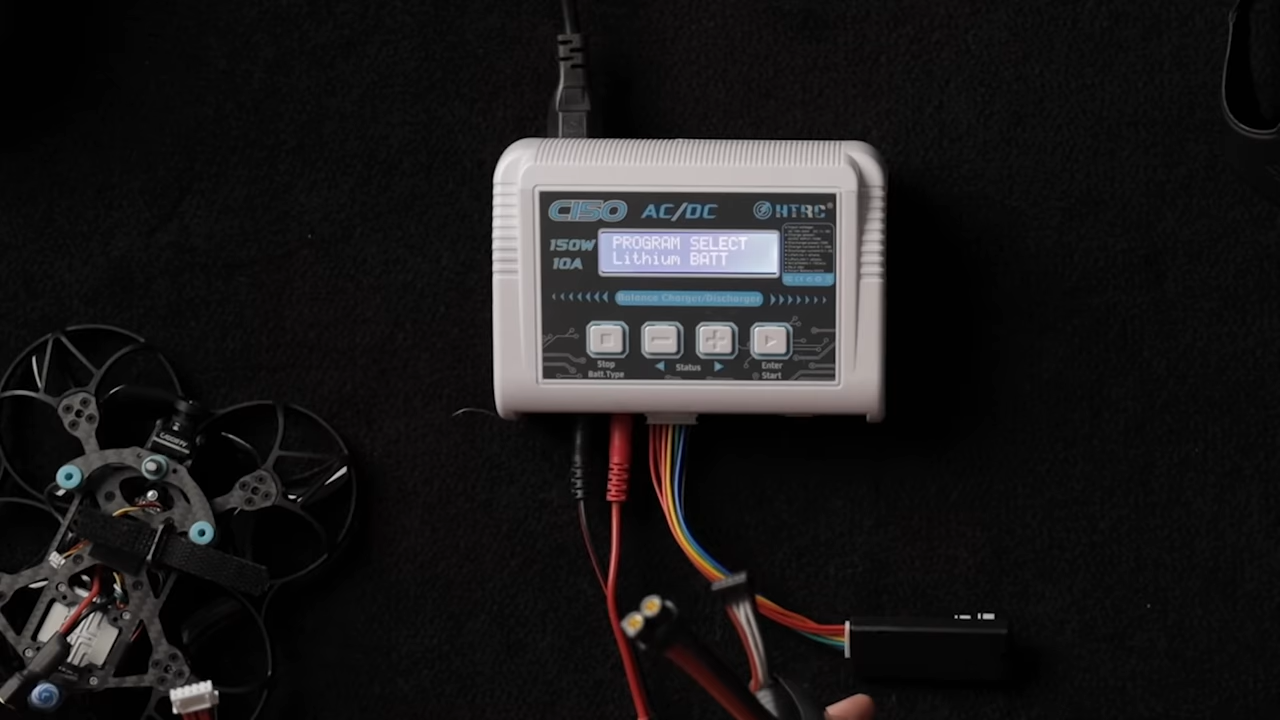 C150 AC/DC HTRC®
150W
10A
PROGRAM SELECT
Lithium BATT
Balance Charger/Discharger
Stop
Batt.Type
Status
Enter
Start
CADDX